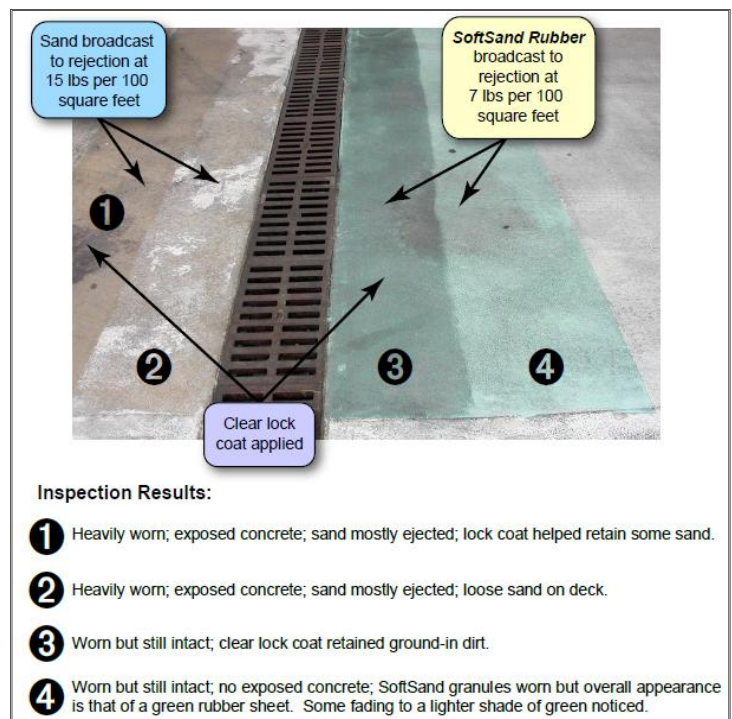 Sand broadcast
to rejection at
15 lbs per 100
square feet
SoftSand Rubber
broadcast to
rejection at
7 lbs per 100
square feet
1
2
3
4
Clear lock
coat applied
Inspection Results:
1 Heavily worn; exposed concrete; sand mostly ejected; lock coat helped retain some sand.
2 Heavily worn; exposed concrete; sand mostly ejected; loose sand on deck.
3 Worn but still intact; clear lock coat retained ground-in dirt.
4 Worn but still intact; no exposed concrete; SoftSand granules worn but overall appearance
is that of a green rubber sheet. Some fading to a lighter shade of green noticed.